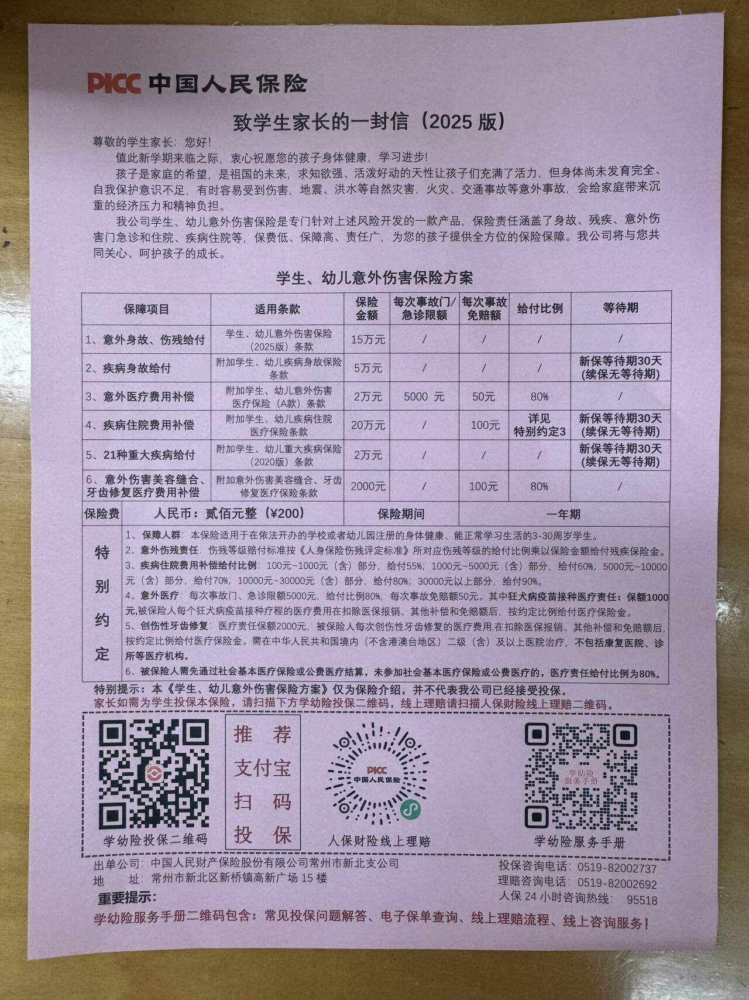 PICC 中国人民保险
致学生家长的一封信（2025 版）
尊敬的学生家长：您好！
值此新学期来临之际，衷心祝愿您的孩子身体健康，学习进步！
孩子是家庭的希望，是祖国的未来，求知欲强、活泼好动的天性让孩子们充满了活力，但身体尚未发育完全、
自我保护意识不足，有时容易受到伤害，地震、洪水等自然灾害，火灾、交通事故等意外事故，会给家庭带来沉
重的经济压力和精神负担。
我公司学生、幼儿意外伤害保险是专门针对上述风险开发的一款产品，保险责任涵盖了身故、残疾、意外伤
害门急诊和住院、疾病住院等，保费低、保障高、责任广，为您的孩子提供全方位的保险保障。我公司将与您共
同关心、呵护孩子的成长。
学生、幼儿意外伤害保险方案
保障项目 适用条款 保险金额 每次事故门/急诊限额 每次事故免赔额 给付比例 等待期
1、意外身故、伤残给付 学生、幼儿意外伤害保险（2025版）条款 15万元 / / / /
2、疾病身故给付 附加学生、幼儿疾病身故保险条款 5万元 / / / 新保等待期30天(续保无等待期)
3、意外医疗费用补偿 附加学生、幼儿意外伤害医疗保险（A款）条款 2万元 5000 元 50元 80% /
4、疾病住院费用补偿 附加学生、幼儿疾病住院医疗保险条款 20万元 / 100元 详见特别约定3 新保等待期30天(续保无等待期)
5、21种重大疾病给付 附加学生、幼儿重大疾病保险（2020版）条款 2万元 / / / 新保等待期30天(续保无等待期)
6、意外伤害美容缝合、牙齿修复医疗费用补偿 附加意外伤害美容缝合、牙齿修复医疗保险条款 2000元 / 100元 80% /
保险费 人民币：贰佰元整（¥200） 保险期间 一年期
特别约定
1、保障人群：本保险适用于在依法开办的学校或者幼儿园注册的身体健康、能正常学习生活的3-30周岁学生。
2、意外伤残责任：伤残等级赔付标准按《人身保险伤残评定标准》所对应伤残等级的给付比例乘以保险金额给付残疾保险金。
3、疾病住院费用补偿给付比例：100元~1000元（含）部分，给付55%；1000元~5000元（含）部分，给付60%；5000元~10000
元（含）部分，给付70%；10000元~30000元（含）部分，给付80%；30000元以上部分，给付90%。
4、意外医疗：每次事故门、急诊限额5000元，给付比例80%，每次事故免赔额50元。其中狂犬病疫苗接种医疗责任：保额1000
元,被保险人每个狂犬病疫苗接种疗程的医疗费用在扣除医保报销、其他补偿和免赔额后，按约定比例给付医疗保险金。
5、创伤性牙齿修复：医疗责任保额2000元，被保险人每次创伤性牙齿修复的医疗费用,在扣除医保报销、其他补偿和免赔额后，
按约定比例给付医疗保险金。需在中华人民共和国境内（不含港澳台地区）二级（含）及以上医院治疗，不包括康复医院、诊
所等医疗机构。
6、被保险人需先通过社会基本医疗保险或公费医疗结算，未参加社会基本医疗保险或公费医疗的，医疗责任给付比例为80%。
特别提示：本《学生、幼儿意外伤害保险方案》仅为保险介绍，并不代表我公司已经接受投保。
家长如需为学生投保本保险，请扫描下方学幼险投保二维码，线上理赔请扫描人保财险线上理赔二维码。
推 荐
支付宝
扫 码
投 保
PICC
中国人民保险
学幼险
服务手册
学幼险投保二维码
人保财险线上理赔
学幼险服务手册
出单公司：中国人民财产保险股份有限公司常州市新北支公司
投保咨询电话：0519-82002737
地 址：常州市新北区新桥镇高新广场 15 楼
理赔咨询电话：0519-82002692
人保 24 小时咨询热线： 95518
重要提示：
学幼险服务手册二维码包含：常见投保问题解答、电子保单查询、线上理赔流程、线上咨询服务！